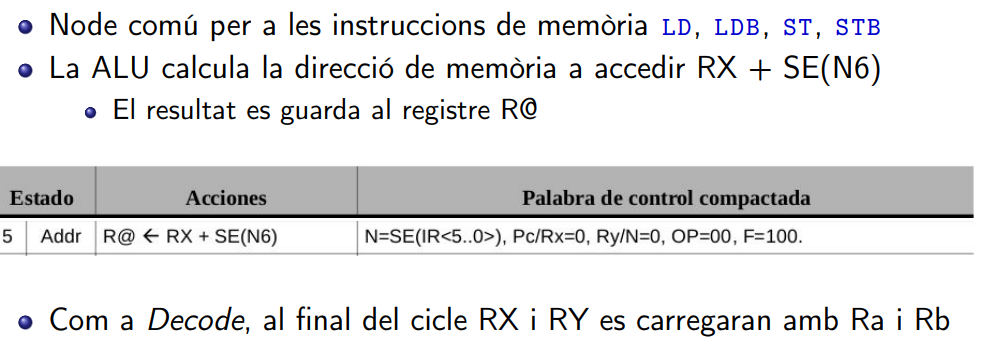 Node comú per a les instruccions de memòria LD, LDB, ST, STB
La ALU calcula la direcció de memòria a accedir RX + SE(N6)
El resultat es guarda al registre R@
Estado Acciones Palabra de control compactada
5 Addr R@ ← RX + SE(N6) N=SE(IR<5..0>), Pc/Rx=0, Ry/N=0, OP=00, F=100.
Com a Decode, al final del cicle RX i RY es carregaran amb Ra i Rb